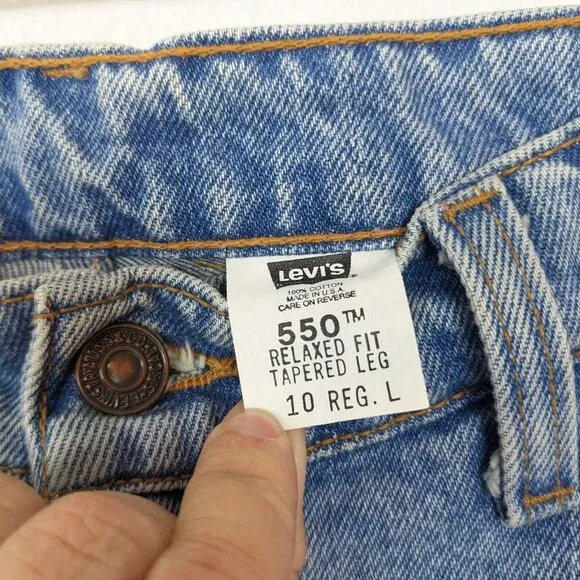 LEVI'S
100% COTTON
MADE IN U.S.A
CARE ON REVERSE
550™
RELAXED FIT
TAPERED LEG
10 REG. L